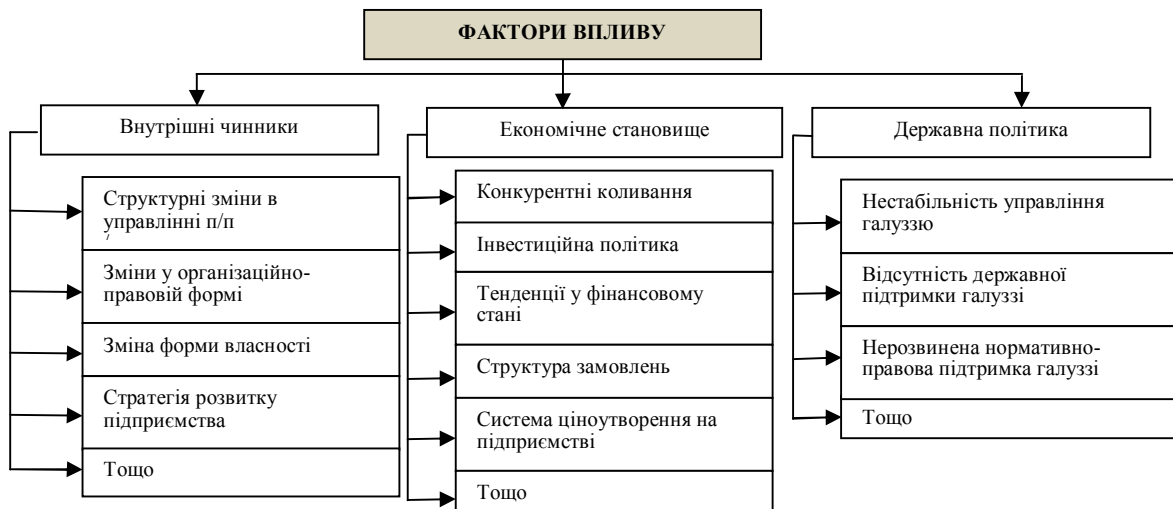 ФАКТОРИ ВПЛИВУ
Внутрішні чинники
Структурні зміни в
управлінні п/п
Зміни у організаційно-
правовій формі
Зміна форми власності
Стратегія розвитку
підприємства
Тощо
Економічне становище
Конкурентні коливання
Інвестиційна політика
Тенденції у фінансовому
стані
Структура замовлень
Система ціноутворення на
підприємстві
Тощо
Державна політика
Нестабільність управління
галуззю
Відсутність державної
підтримки галуззі
Нерозвинена нормативно-
правова підтримка галуззі
Тощо